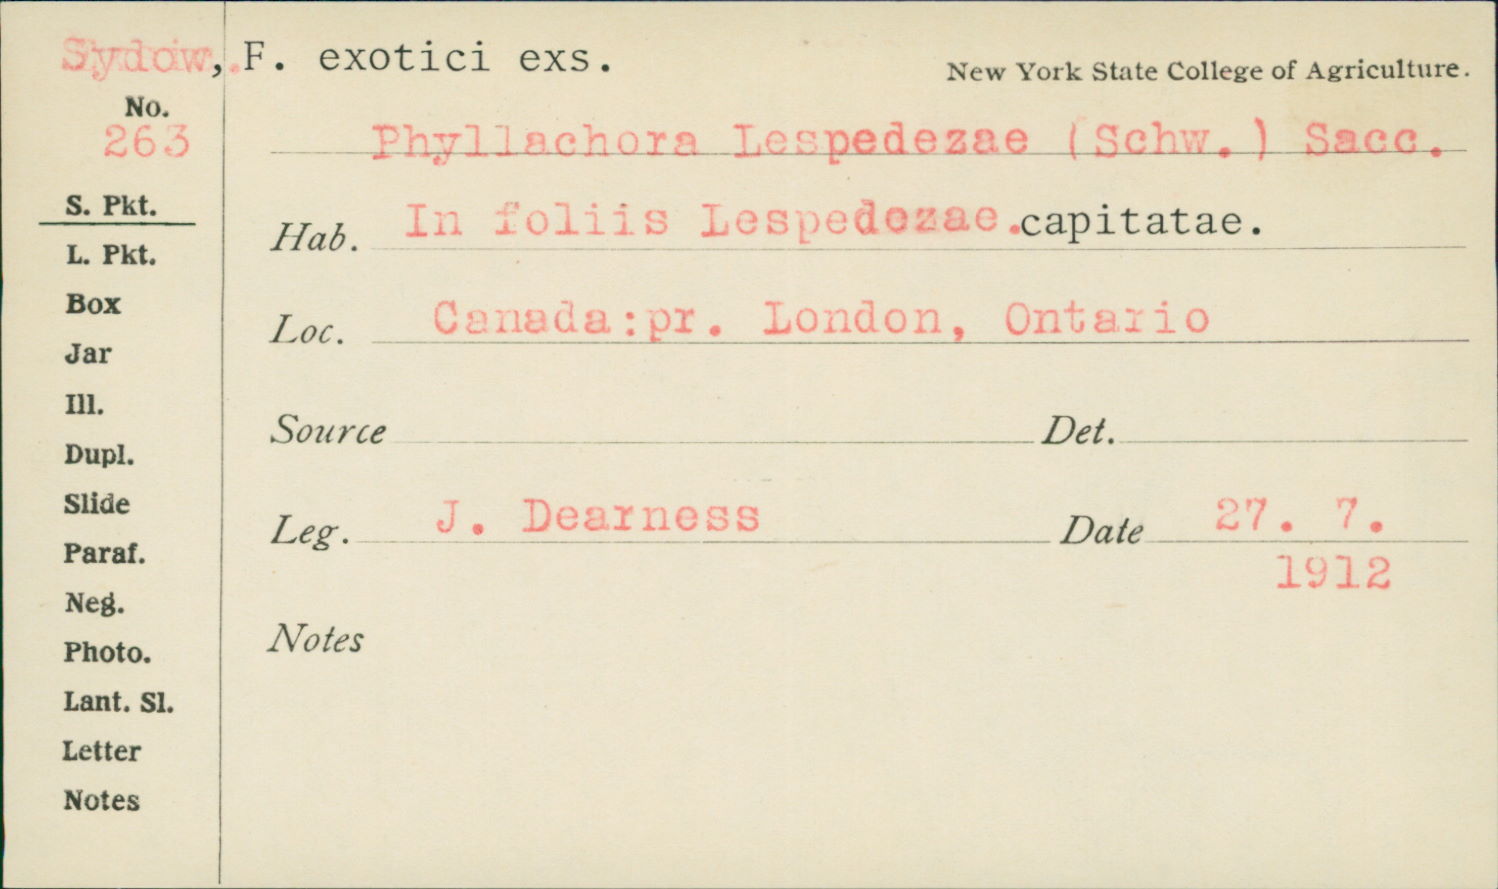 Sydow, F. exotici exs.
New York State College of Agriculture.
No.
263
Phyllachora Lespedezae (Schw.) Sacc.
S. Pkt.
Hab. In foliis Lespedezae.capitatae.
L. Pkt.
Box
Loc. Canada:pr. London, Ontario
Jar
Ill.
Source Det.
Dupl.
Slide
Leg. J. Dearness Date 27. 7.
1912
Paraf.
Neg.
Notes
Photo.
Lant. Sl.
Letter
Notes